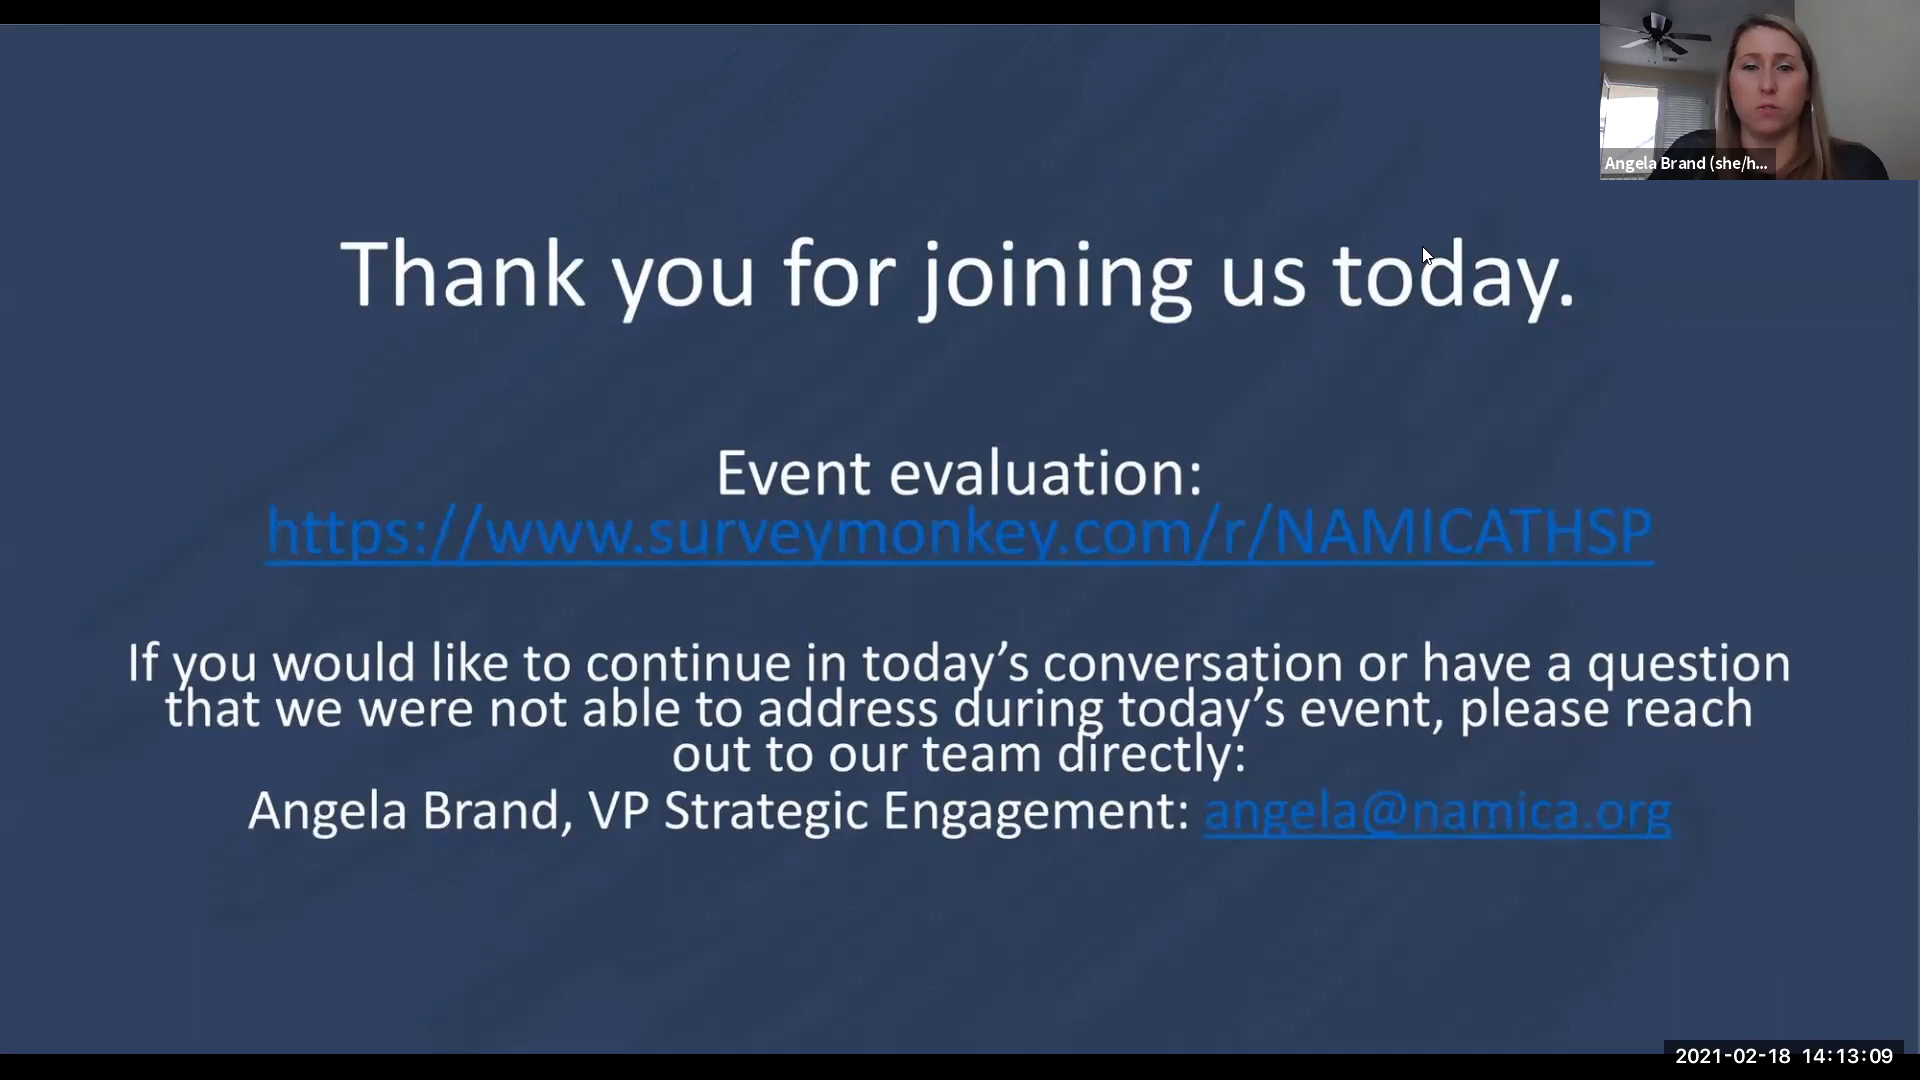 Angela Brand (she/h...
Thank you for joining us today.
Event evaluation:
https://www.surveymonkey.com/r/NAMICATHSP
If you would like to continue in today’s conversation or have a question
that we were not able to address during today’s event, please reach
out to our team directly:
Angela Brand, VP Strategic Engagement: angela@namica.org
2021-02-18 14:13:09